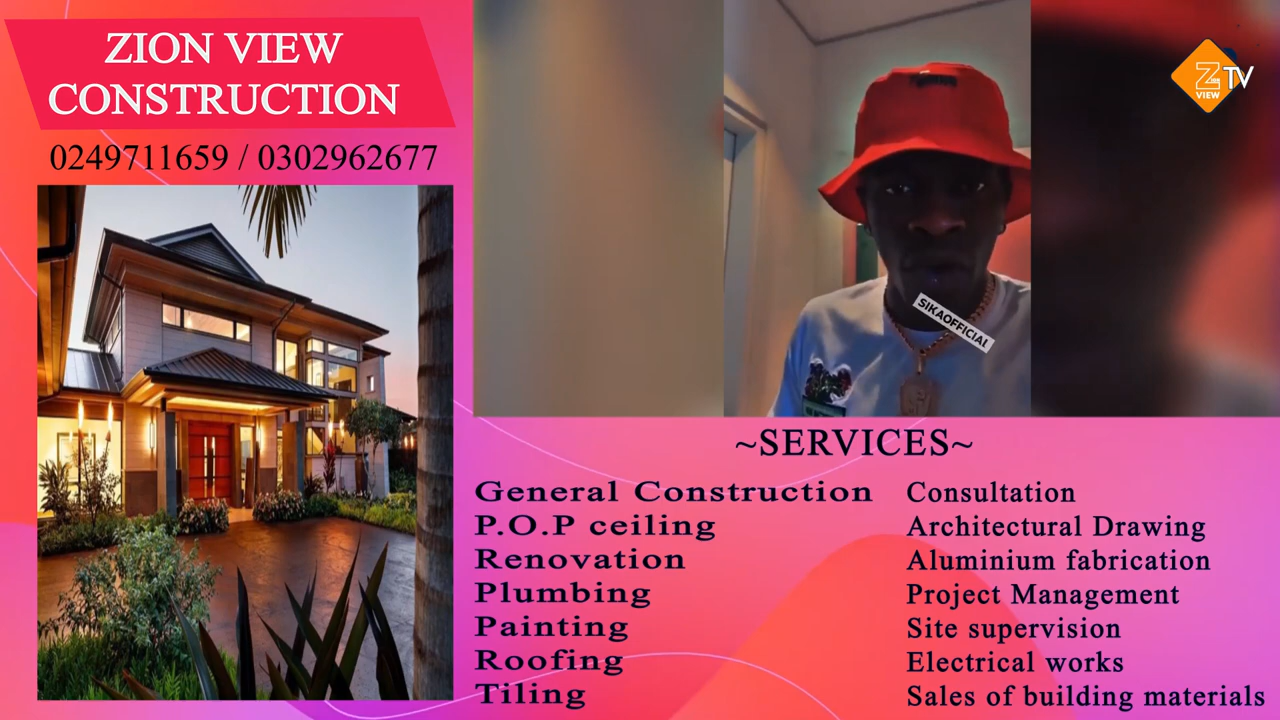 ZION VIEW
CONSTRUCTION
0249711659 / 0302962677
Z TV
VIEW
SIKAOFFICIAL
~SERVICES~
General Construction
P.O.P ceiling
Renovation
Plumbing
Painting
Roofing
Tiling
Consultation
Architectural Drawing
Aluminium fabrication
Project Management
Site supervision
Electrical works
Sales of building materials